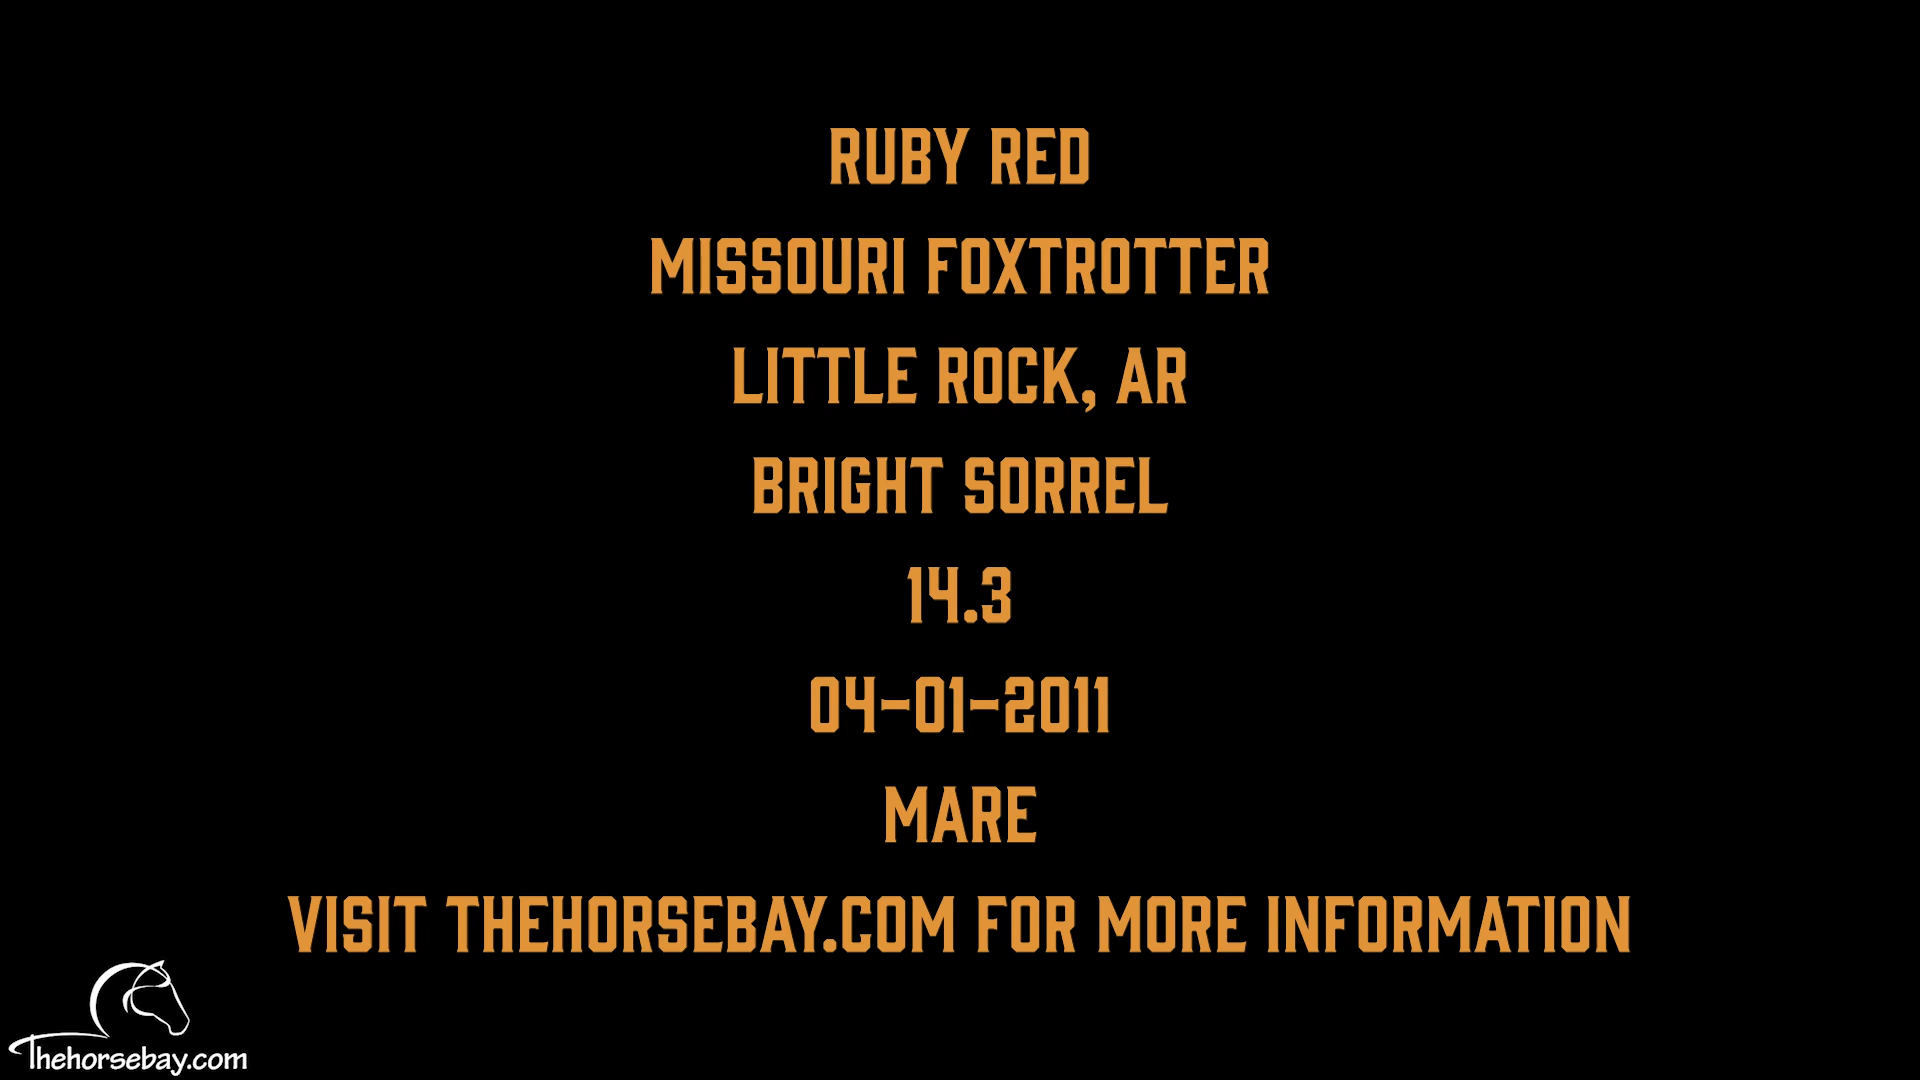 RUBY RED
MISSOURI FOXTROTTER
LITTLE ROCK, AR
BRIGHT SORREL
14.3
04-01-2011
MARE
VISIT THEHORSEBAY.COM FOR MORE INFORMATION
Thehorsebay.com